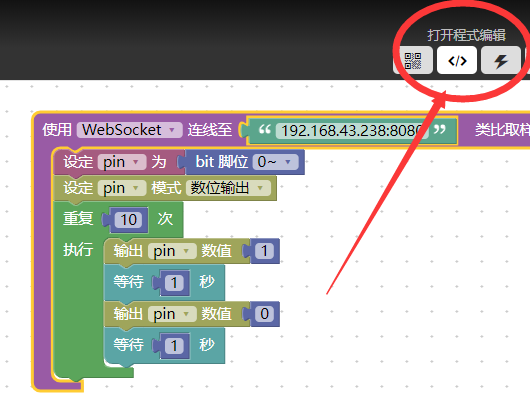 打开程式编辑
</>
使用 WebSocket 连线至 “ 192.168.43.238:8080 ” 类比取样
设定 pin 为 bit 脚位 0~
设定 pin 模式 数位输出
重复 10 次
执行 输出 pin 数值 1
等待 1 秒
输出 pin 数值 0
等待 1 秒